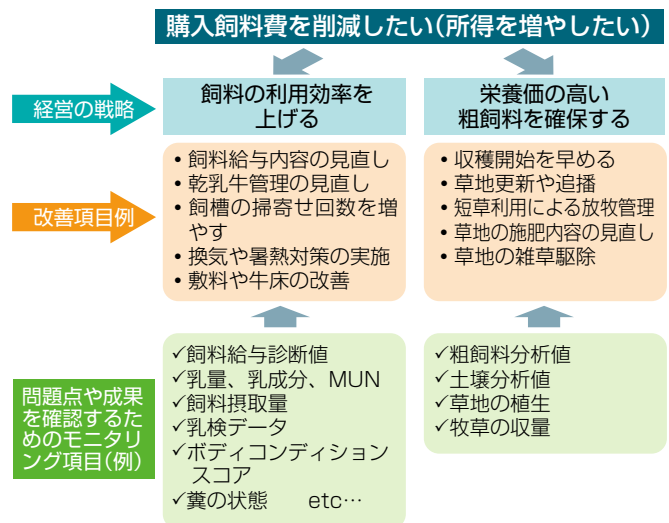 購入飼料費を削減したい(所得を増やしたい)
経営の戦略
飼料の利用効率を
上げる
栄養価の高い
粗飼料を確保する
改善項目例
• 飼料給与内容の見直し
• 乾乳牛管理の見直し
• 飼槽の掃寄せ回数を増
やす
• 換気や暑熱対策の実施
• 敷料や牛床の改善
• 収穫開始を早める
• 草地更新や追播
• 短草利用による放牧管理
• 草地の施肥内容の見直し
• 草地の雑草駆除
問題点や成果
を確認するた
めのモニタリ
ング項目(例)
✓飼料給与診断値
✓乳量、乳成分、MUN
✓飼料摂取量
✓乳検データ
✓ボディコンディション
スコア
✓糞の状態 etc…
✓粗飼料分析値
✓土壌分析値
✓草地の植生
✓牧草の収量